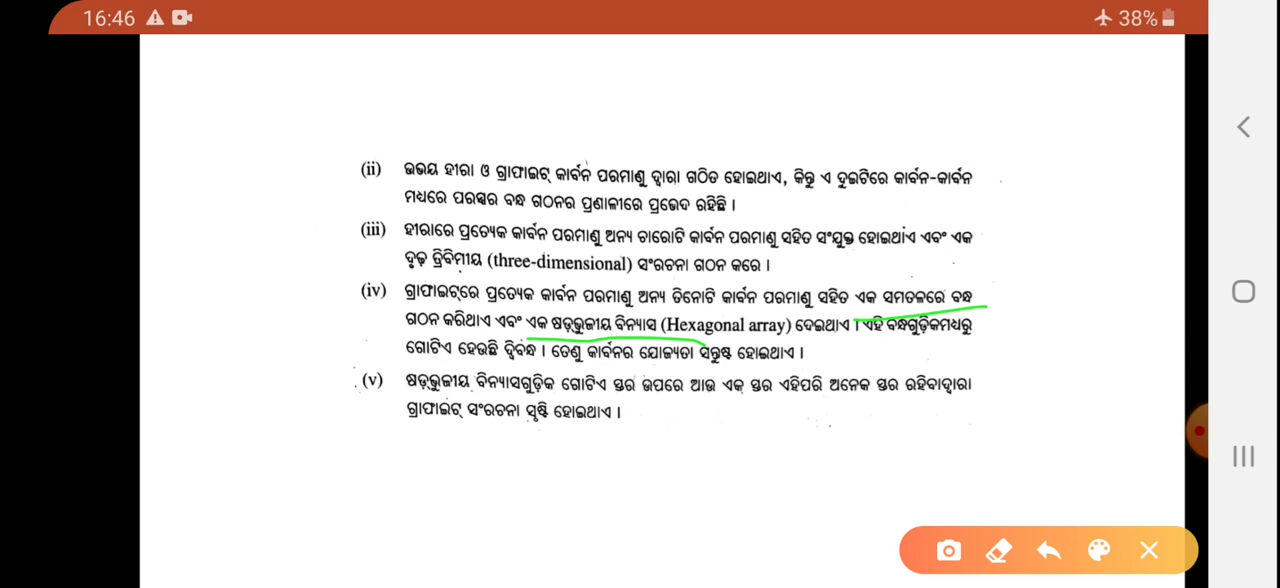 16:46
38%
(ii) ଉଭୟ ହୀରା ଓ ଗ୍ରାଫାଇଟ୍ କାର୍ବନ ପରମାଣୁ ଦ୍ଵାରା ଗଠିତ ହୋଇଥାଏ, କିନ୍ତୁ ଏ ଦୁଇଟିରେ କାର୍ବନ-କାର୍ବନ
ମଧ୍ୟରେ ପରସ୍ପର ବନ୍ଧ ଗଠନର ପ୍ରଣାଳୀରେ ପ୍ରଭେଦ ରହିଛି ।
(iii) ହୀରାରେ ପ୍ରତ୍ୟେକ କାର୍ବନ ପରମାଣୁ ଅନ୍ୟ ଚାରୋଟି କାର୍ବନ ପରମାଣୁ ସହିତ ସଂଯୁକ୍ତ ହୋଇଥାଏ ଏବଂ ଏକ
ଦୃଢ଼ ତ୍ରିବିମୀୟ (three-dimensional) ସଂରଚନା ଗଠନ କରେ ।
(iv) ଗ୍ରାଫାଇଟ୍‌ରେ ପ୍ରତ୍ୟେକ କାର୍ବନ ପରମାଣୁ ଅନ୍ୟ ତିନୋଟି କାର୍ବନ ପରମାଣୁ ସହିତ ଏକ ସମତଳରେ ବନ୍ଧ
ଗଠନ କରିଥାଏ ଏବଂ ଏକ ଷଡ଼ଭୁଜୀୟ ବିନ୍ୟାସ (Hexagonal array) ଦେଇଥାଏ । ଏହି ବନ୍ଧଗୁଡ଼ିକମଧ୍ୟରୁ
ଗୋଟିଏ ହେଉଛି ଦ୍ଵିବନ୍ଧ । ତେଣୁ କାର୍ବନର ଯୋଜ୍ୟତା ସନ୍ତୁଷ୍ଟ ହୋଇଥାଏ ।
(v) ଷଡ଼ଭୁଜୀୟ ବିନ୍ୟାସଗୁଡ଼ିକ ଗୋଟିଏ ସ୍ତର ଉପରେ ଆଉ ଏକ ସ୍ତର ଏହିପରି ଅନେକ ସ୍ତର ରହିବାଦ୍ଵାରା
ଗ୍ରାଫାଇଟ୍ ସଂରଚନା ସୃଷ୍ଟି ହୋଇଥାଏ ।